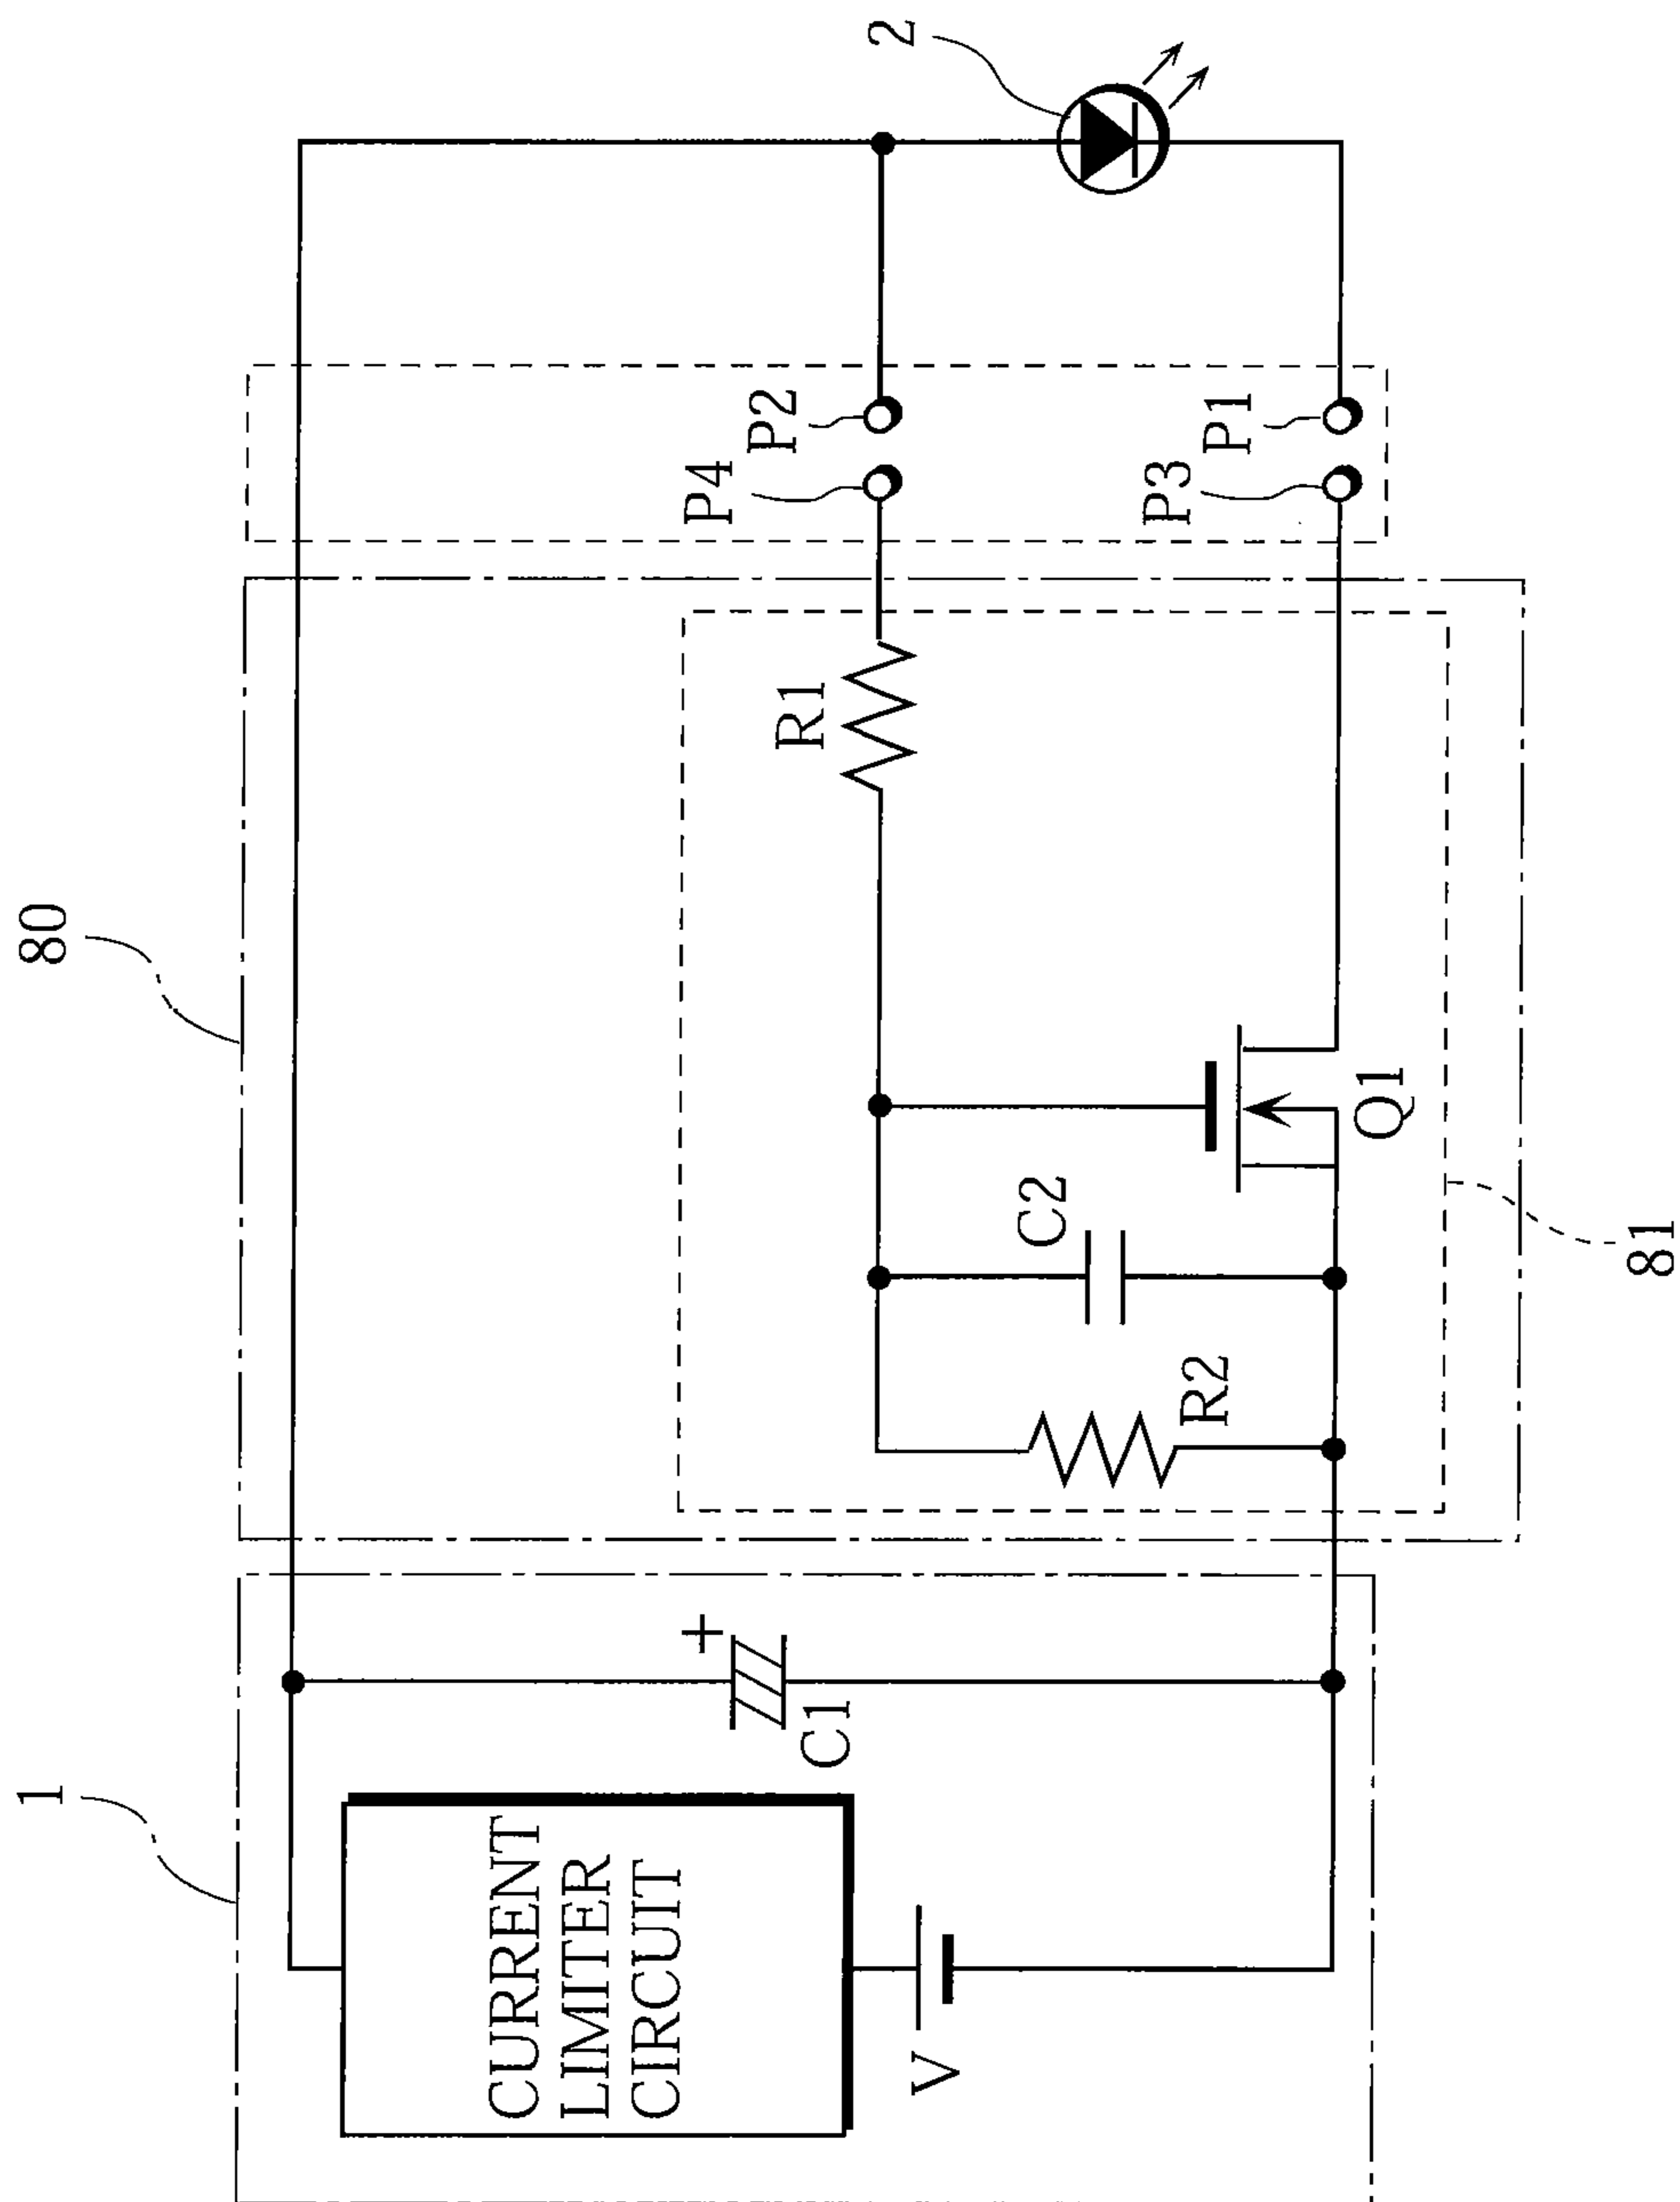 1
80
2
CURRENT
LIMITER
CIRCUIT
V
+
C1
R2
C2
Q1
R1
P4
P2
P3
P1
81